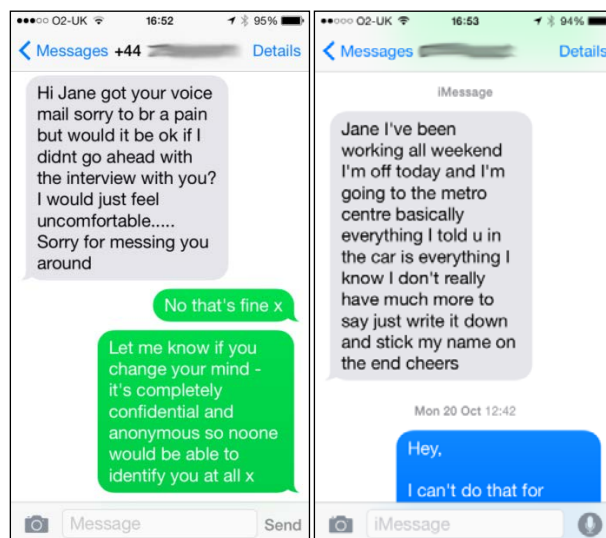 O2-UK 16:52 95%
Messages +44 Details
Hi Jane got your voice
mail sorry to br a pain
but would it be ok if I
didnt go ahead with
the interview with you?
I would just feel
uncomfortable.....
Sorry for messing you
around
No that's fine x
Let me know if you
change your mind -
it's completely
confidential and
anonymous so noone
would be able to
identify you at all x
Message Send
O2-UK 16:53 94%
Messages Details
iMessage
Jane I've been
working all weekend
I'm off today and I'm
going to the metro
centre basically
everything I told u in
the car is everything I
know I don't really
have much more to
say just write it down
and stick my name on
the end cheers
Mon 20 Oct 12:42
Hey,
I can't do that for
iMessage